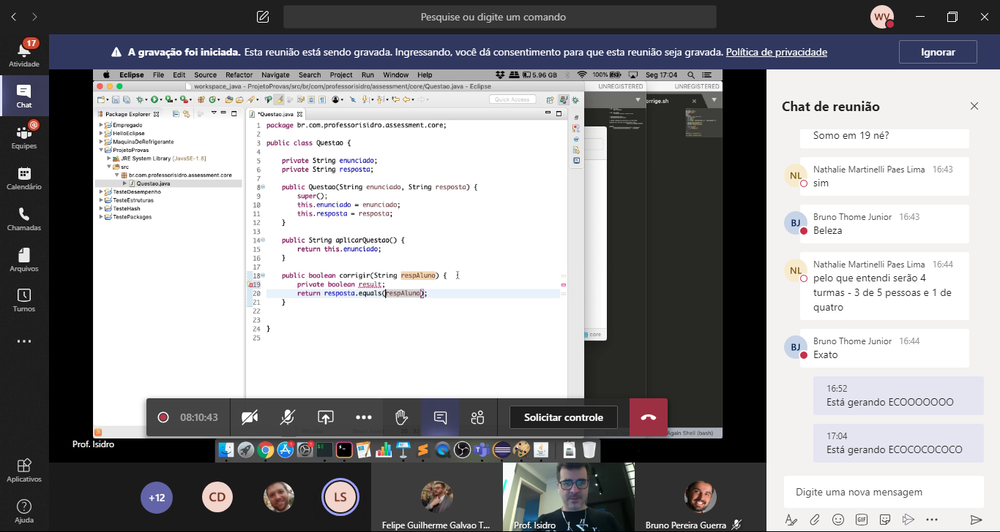 Pesquise ou digite um comando
WV
17
Atividade
Chat
@
Equipes
Calendário
Chamadas
Arquivos
Turnos
Aplicativos
Ajuda
A gravação foi iniciada. Esta reunião está sendo gravada. Ingressando, você dá consentimento para que esta reunião seja gravada. Política de privacidade
Ignorar
Eclipse File Edit Source Refactor Navigate Search Project Run Window Help
5.96 GB 100% Seg 17:04
workspace_java - ProjetoProvas/src/br/com/professorisidro/assessment/core/Questao.java - Eclipse
UNREGISTERED
UNREGISTERED
Quick Access
orrige.sh
Package Explorer
Empregado
HelloEclipse
MaquinaDeRefrigerante
ProjetoProvas
JRE System Library [JavaSE-1.8]
src
br.com.professorisidro.assessment.core
Questao.java
TesteDesempenho
TesteEstruturas
TesteHash
TestePackages
*Questao.java
1 package br.com.professorisidro.assessment.core;
2
3 public class Questao {
4
5 private String enunciado;
6 private String resposta;
7
8 public Questao(String enunciado, String resposta) {
9 super();
10 this.enunciado = enunciado;
11 this.resposta = resposta;
12 }
13
14 public String aplicarQuestao() {
15 return this.enunciado;
16 }
17
18 public boolean corrigir(String respAluno) {
19 private boolean result;
20 return resposta.equals(respAluno);
21 }
22
23
24 }
25
core
08:10:43
Solicitar controle
Again Shell (bash)
Prof. Isidro
+12
CD
LS
Felipe Guilherme Galvao T...
Prof. Isidro
Bruno Pereira Guerra
Chat de reunião
Somo em 19 né?
NL
Nathalie Martinelli Paes Lima 16:43
sim
BJ
Bruno Thome Junior 16:43
Beleza
NL
Nathalie Martinelli Paes Lima 16:44
pelo que entendi serão 4
turmas - 3 de 5 pessoas e 1 de
quatro
BJ
Bruno Thome Junior 16:44
Exato
16:52
Está gerando ECOOOOOOO
17:04
Está gerando ECOCOCOCOCO
Digite uma nova mensagem
GIF